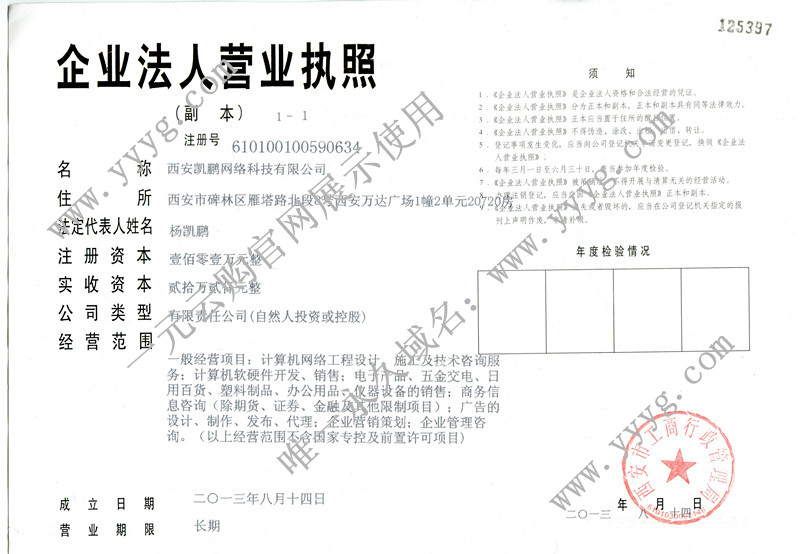 125397
企业法人营业执照
(副 本) 1-1
注册号 610100100590634
名 称 西安凯鹏网络科技有限公司
住 所 西安市碑林区雁塔路北段8号西安万达广场1幢2单元20720房
法定代表人姓名 杨凯鹏
注册资本 壹佰零壹万元整
实收资本 贰拾万贰仟元整
公司类型 有限责任公司(自然人投资或控股)
经营范围
一般经营项目：计算机网络工程设计、施工及技术咨询服
务；计算机软硬件开发、销售；电子产品、五金交电、日
用百货、塑料制品、办公用品、仪器设备的销售；商务信
息咨询（除期货、证券、金融及其他限制项目）；广告的
设计、制作、发布、代理；企业营销策划；企业管理咨
询。（以上经营范围不含国家专控及前置许可项目）
成立日期 二〇一三年八月十四日
营业期限 长期
须 知
1．《企业法人营业执照》是企业法人资格和合法经营的凭证。
2．《企业法人营业执照》分为正本和副本，正本和副本具有同等法律效力。
3．《企业法人营业执照》正本应当置于住所的醒目位置。
4．《企业法人营业执照》不得伪造、涂改、出租、出借、转让。
5．登记事项发生变化，应当向公司登记机关申请变更登记，换领《企业法
人营业执照》。
6．每年三月一日至六月三十日，应当参加年度检验。
7．《企业法人营业执照》被吊销后，不得开展与清算无关的经营活动。
8．办理注销登记，应当交回《企业法人营业执照》正本和副本。
9．《企业法人营业执照》遗失或者毁坏的，应当在公司登记机关指定的报
刊上声明作废，申请补领。
年度检验情况
西安市工商行政管理局
二〇一三 年 八 月 十四 日
www.yyyg.com
一元云购官网展示使用
唯一永久域名：www.yyyg.com